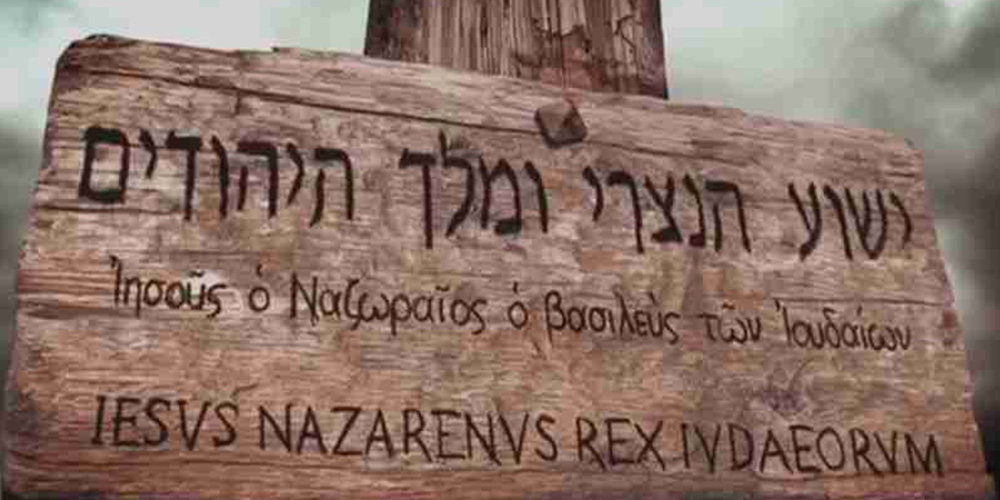 ישוע הנצרי ומלך היהודים
Ἰησοῦς ὁ Ναζωραῖος ὁ βασιλεὺς τῶν Ἰουδαίων
IESVS NAZARENVS REX IVDAEORVM